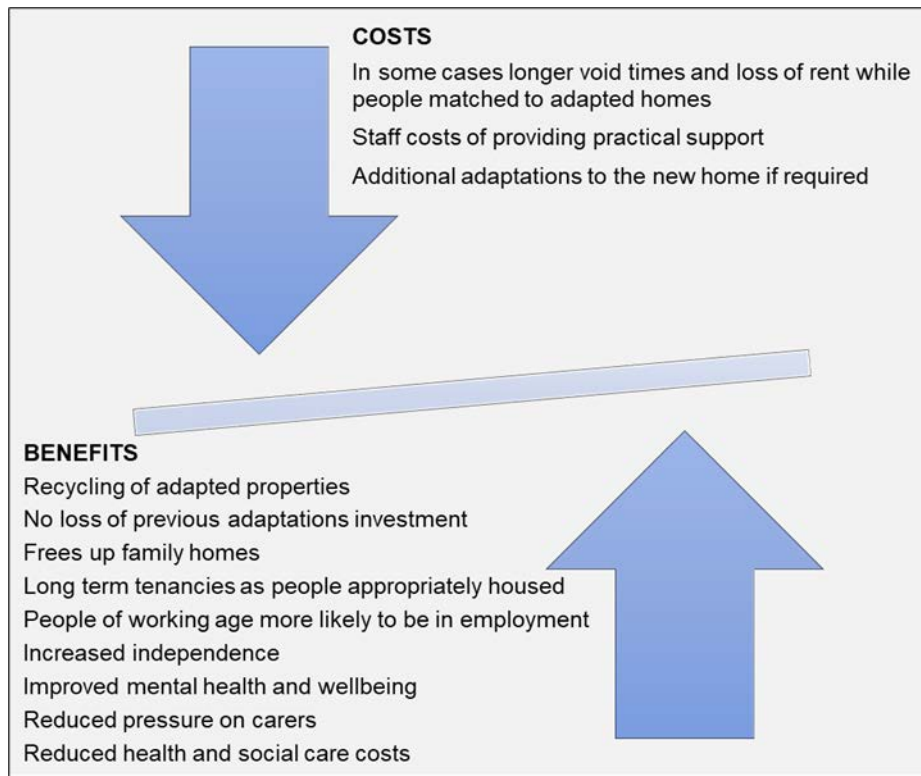 COSTS
In some cases longer void times and loss of rent while
people matched to adapted homes
Staff costs of providing practical support
Additional adaptations to the new home if required
BENEFITS
Recycling of adapted properties
No loss of previous adaptations investment
Frees up family homes
Long term tenancies as people appropriately housed
People of working age more likely to be in employment
Increased independence
Improved mental health and wellbeing
Reduced pressure on carers
Reduced health and social care costs